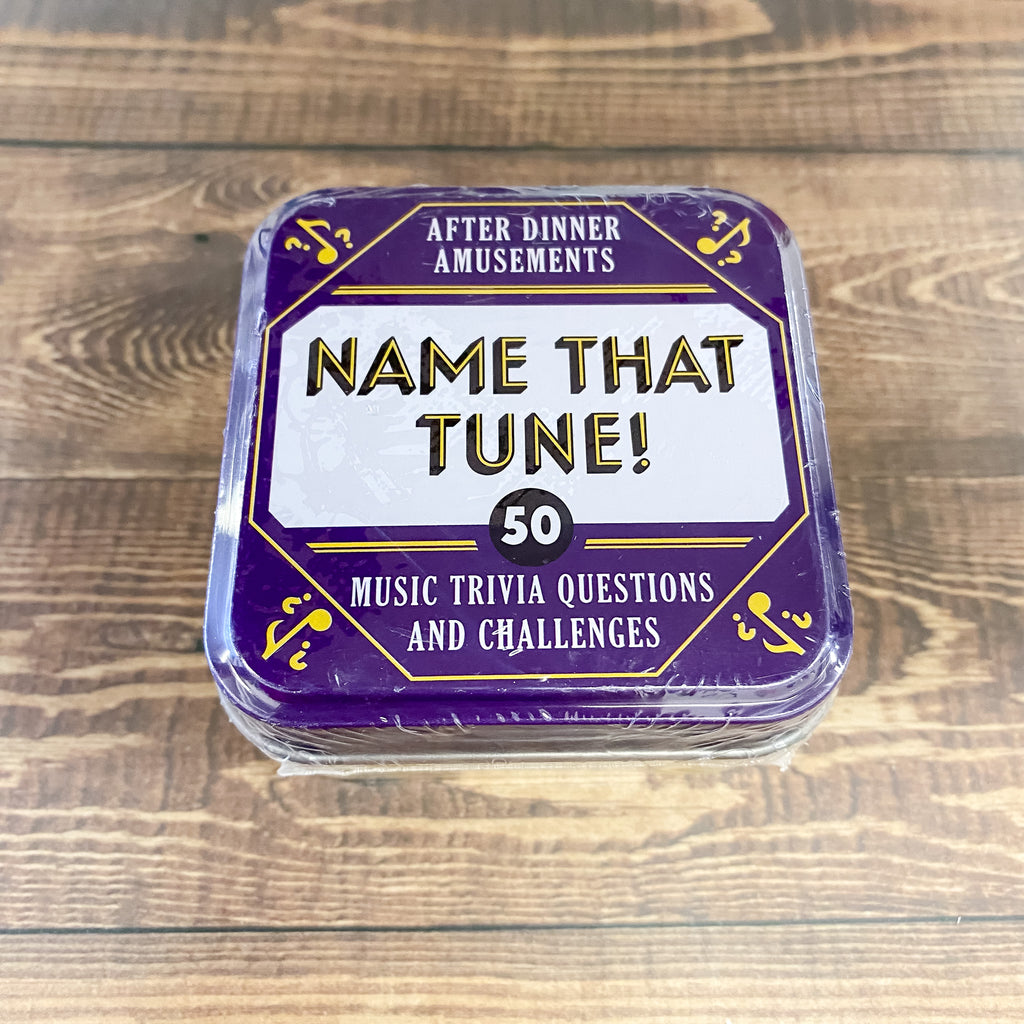 AFTER DINNER
AMUSEMENTS
NAME THAT
TUNE!
50
MUSIC TRIVIA QUESTIONS
AND CHALLENGES